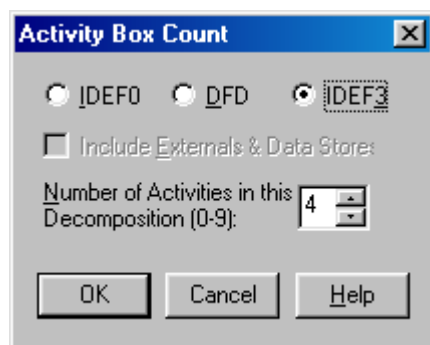 Activity Box Count
IDEF0 DFD IDEF3
Include Externals & Data Stores
Number of Activities in this
Decomposition (0-9):
4
OK Cancel Help